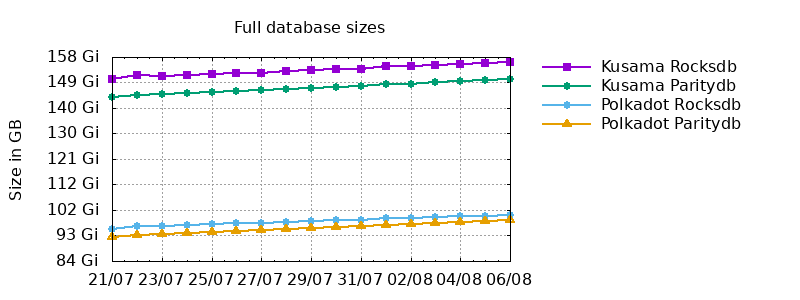 Full database sizes
158 Gi
149 Gi
140 Gi
130 Gi
121 Gi
112 Gi
102 Gi
93 Gi
84 Gi
Size in GB
21/07 23/07 25/07 27/07 29/07 31/07 02/08 04/08 06/08
Kusama Rocksdb
Kusama Paritydb
Polkadot Rocksdb
Polkadot Paritydb